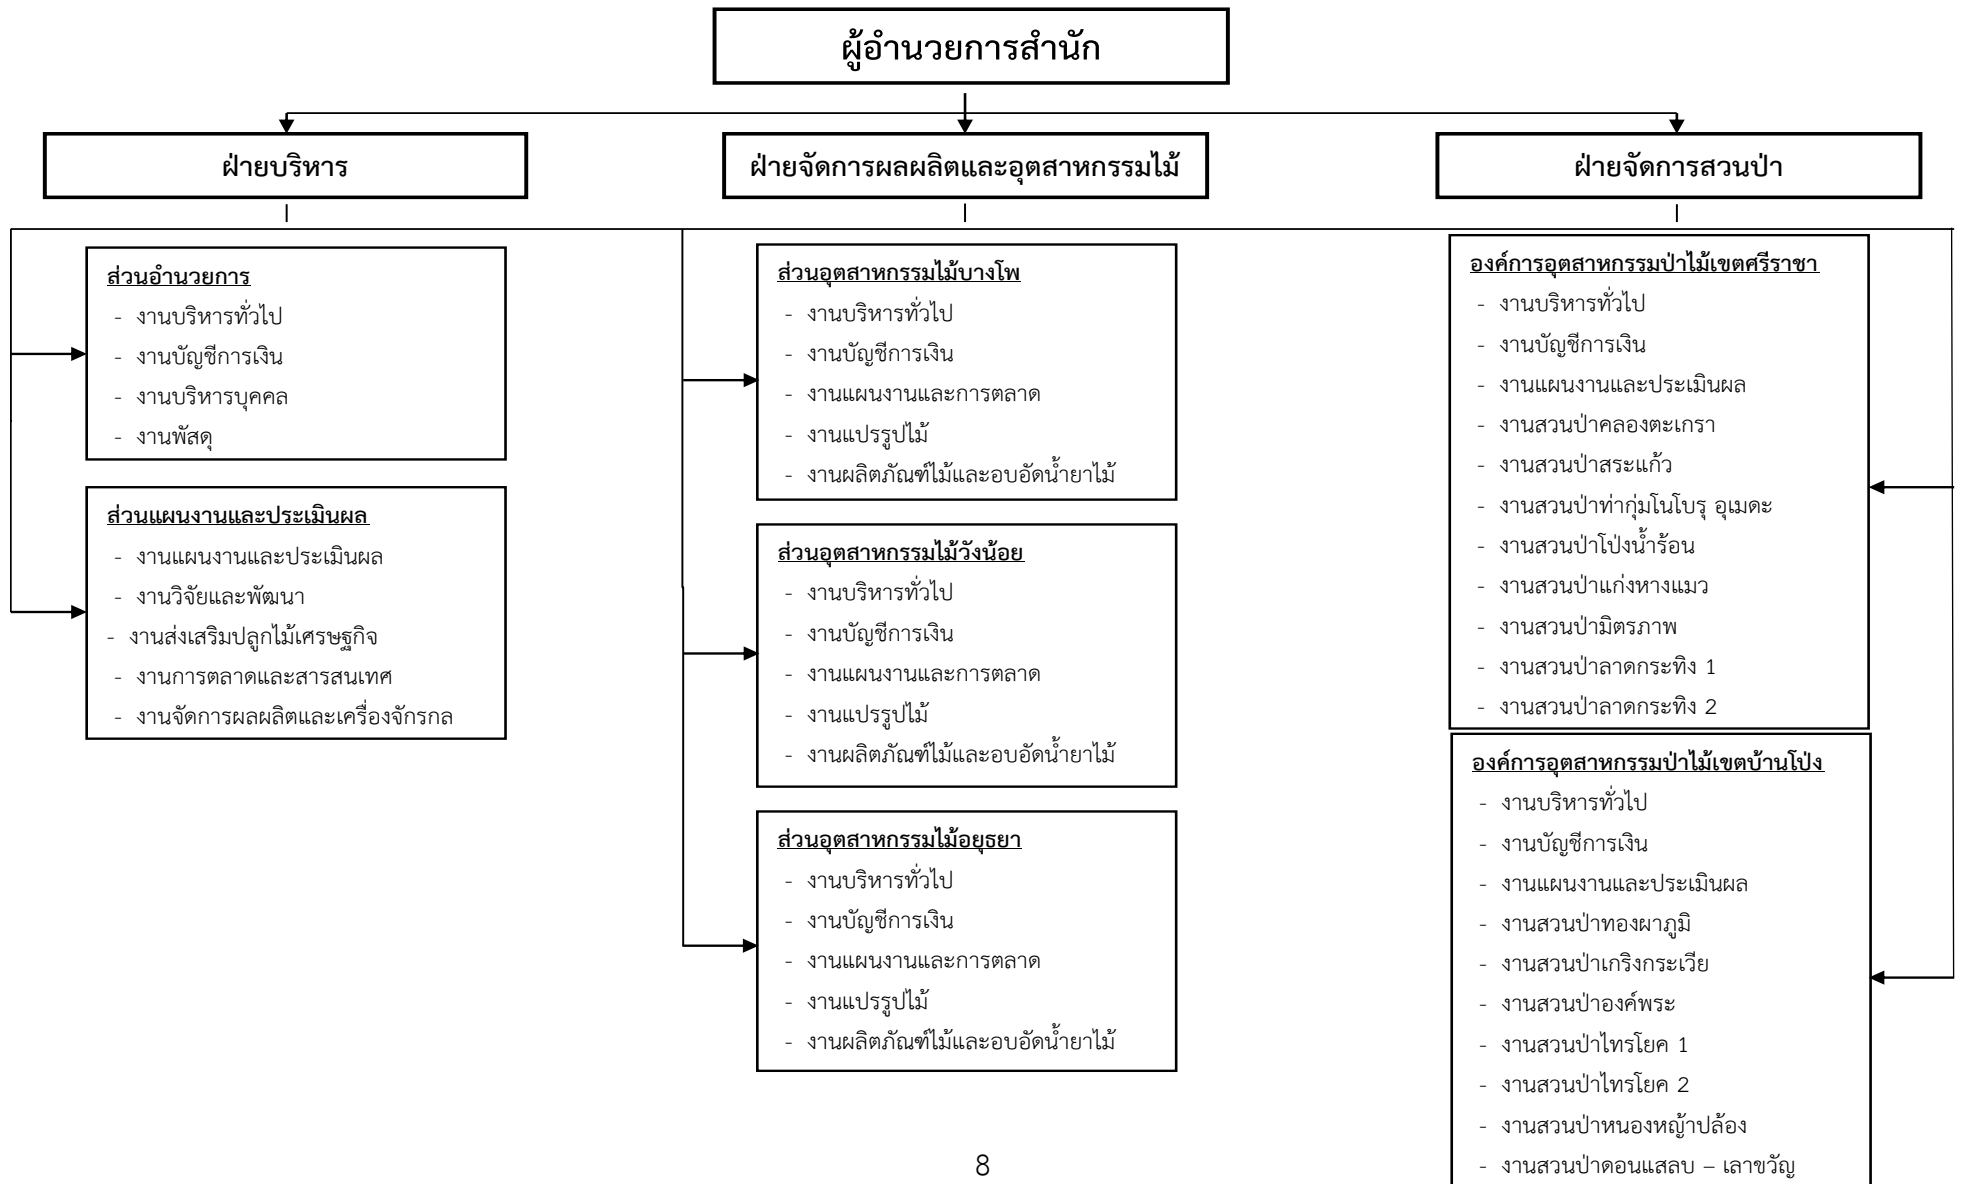 ผู้อำนวยการสำนัก
ฝ่ายบริหาร
ฝ่ายจัดการผลผลิตและอุตสาหกรรมไม้
ฝ่ายจัดการสวนป่า
ส่วนอำนวยการ
- งานบริหารทั่วไป
- งานบัญชีการเงิน
- งานบริหารบุคคล
- งานพัสดุ
ส่วนแผนงานและประเมินผล
- งานแผนงานและประเมินผล
- งานวิจัยและพัฒนา
- งานส่งเสริมปลูกไม้เศรษฐกิจ
- งานการตลาดและสารสนเทศ
- งานจัดการผลผลิตและเครื่องจักรกล
ส่วนอุตสาหกรรมไม้บางโพ
- งานบริหารทั่วไป
- งานบัญชีการเงิน
- งานแผนงานและการตลาด
- งานแปรรูปไม้
- งานผลิตภัณฑ์ไม้และอบอัดน้ำยาไม้
ส่วนอุตสาหกรรมไม้วังน้อย
- งานบริหารทั่วไป
- งานบัญชีการเงิน
- งานแผนงานและการตลาด
- งานแปรรูปไม้
- งานผลิตภัณฑ์ไม้และอบอัดน้ำยาไม้
ส่วนอุตสาหกรรมไม้อยุธยา
- งานบริหารทั่วไป
- งานบัญชีการเงิน
- งานแผนงานและการตลาด
- งานแปรรูปไม้
- งานผลิตภัณฑ์ไม้และอบอัดน้ำยาไม้
องค์การอุตสาหกรรมป่าไม้เขตศรีราชา
- งานบริหารทั่วไป
- งานบัญชีการเงิน
- งานแผนงานและประเมินผล
- งานสวนป่าคลองตะเกรา
- งานสวนป่าสระแก้ว
- งานสวนป่าท่ากุ่มโนโบรุ อุเมดะ
- งานสวนป่าโป่งน้ำร้อน
- งานสวนป่าแก่งหางแมว
- งานสวนป่ามิตรภาพ
- งานสวนป่าลาดกระทิง 1
- งานสวนป่าลาดกระทิง 2
องค์การอุตสาหกรรมป่าไม้เขตบ้านโป่ง
- งานบริหารทั่วไป
- งานบัญชีการเงิน
- งานแผนงานและประเมินผล
- งานสวนป่าทองผาภูมิ
- งานสวนป่าเกริงกระเวีย
- งานสวนป่าองค์พระ
- งานสวนป่าไทรโยค 1
- งานสวนป่าไทรโยค 2
- งานสวนป่าหนองหญ้าปล้อง
- งานสวนป่าดอนแสลบ – เลาขวัญ
8